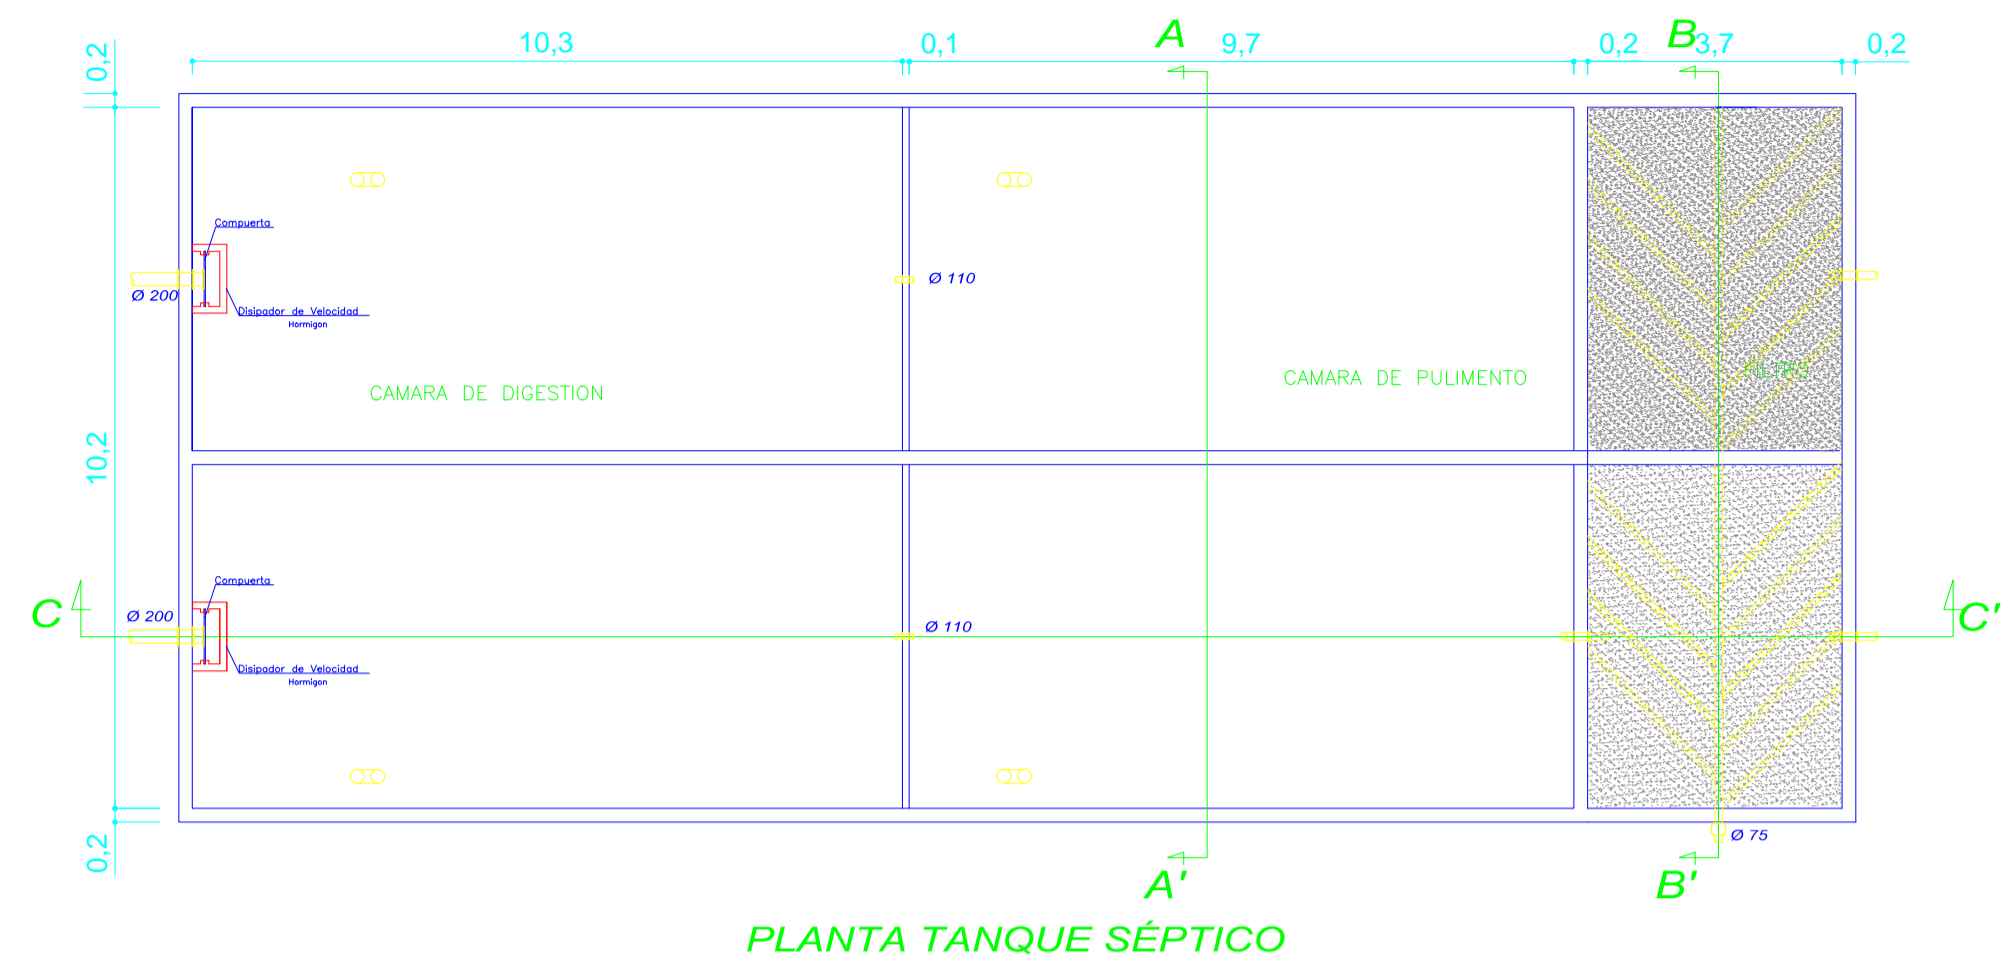 A
B
10,3
0,1
9,7
0,2
3,7
0,2
0,2
Compuerta
Ø 200
Ø 110
Disipador de Velocidad
Hormigon
CAMARA DE DIGESTION
CAMARA DE PULIMENTO
10,2
Compuerta
C
Ø 200
Ø 110
C'
Disipador de Velocidad
Hormigon
0,2
Ø 75
A'
B'
PLANTA TANQUE SÉPTICO